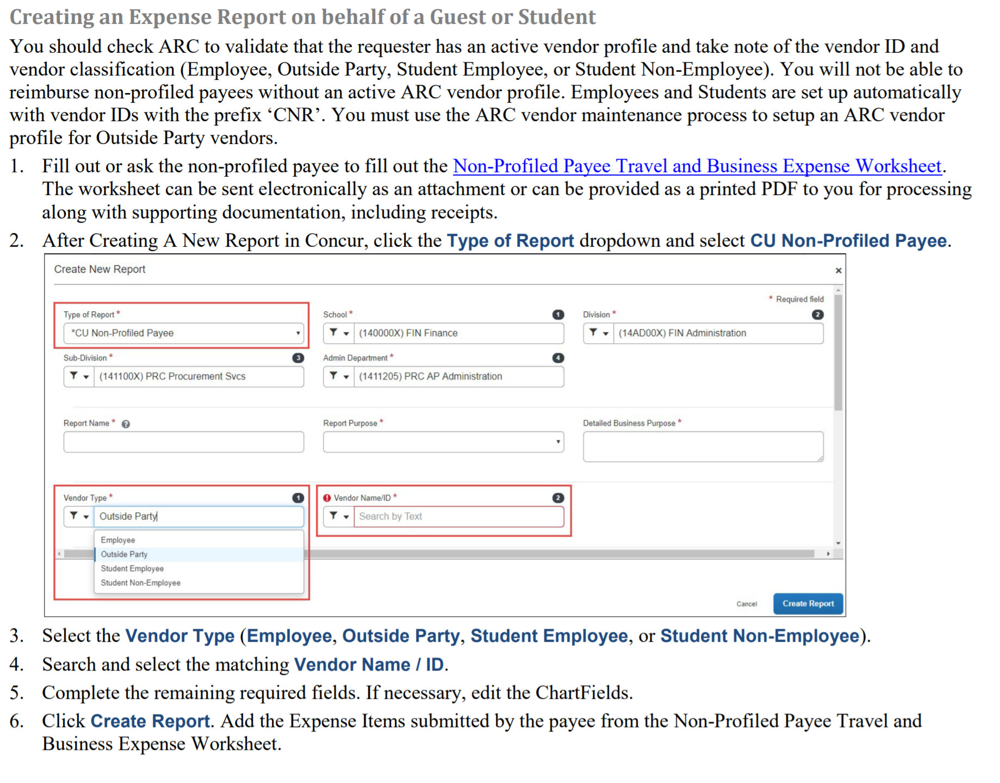 Creating an Expense Report on behalf of a Guest or Student
You should check ARC to validate that the requester has an active vendor profile and take note of the vendor ID and
vendor classification (Employee, Outside Party, Student Employee, or Student Non-Employee). You will not be able to
reimburse non-profiled payees without an active ARC vendor profile. Employees and Students are set up automatically
with vendor IDs with the prefix ‘CNR’. You must use the ARC vendor maintenance process to setup an ARC vendor
profile for Outside Party vendors.
1. Fill out or ask the non-profiled payee to fill out the Non-Profiled Payee Travel and Business Expense Worksheet.
The worksheet can be sent electronically as an attachment or can be provided as a printed PDF to you for processing
along with supporting documentation, including receipts.
2. After Creating A New Report in Concur, click the Type of Report dropdown and select CU Non-Profiled Payee.
Create New Report ×
* Required field
Type of Report * School * 1 Division * 2
*CU Non-Profiled Payee (140000X) FIN Finance (14AD00X) FIN Administration
Sub-Division * 3 Admin Department * 4
(141100X) PRC Procurement Svcs (1411205) PRC AP Administration
Report Name * ? Report Purpose * Detailed Business Purpose *
Vendor Type * 1 ! Vendor Name/ID * 2
Outside Party Search by Text
Employee
Outside Party
Student Employee
Student Non-Employee
Cancel Create Report
3. Select the Vendor Type (Employee, Outside Party, Student Employee, or Student Non-Employee).
4. Search and select the matching Vendor Name / ID.
5. Complete the remaining required fields. If necessary, edit the ChartFields.
6. Click Create Report. Add the Expense Items submitted by the payee from the Non-Profiled Payee Travel and
Business Expense Worksheet.